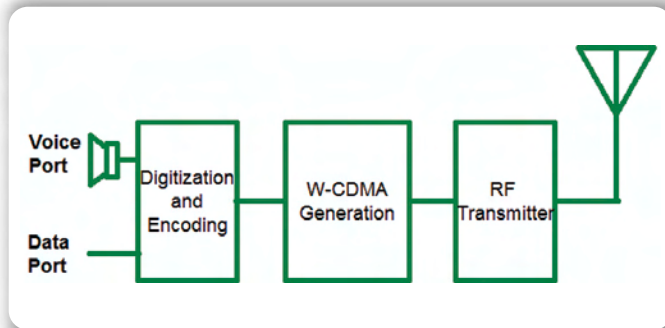 Voice
Port
Data
Port
Digitization
and
Encoding
W-CDMA
Generation
RF
Transmitter